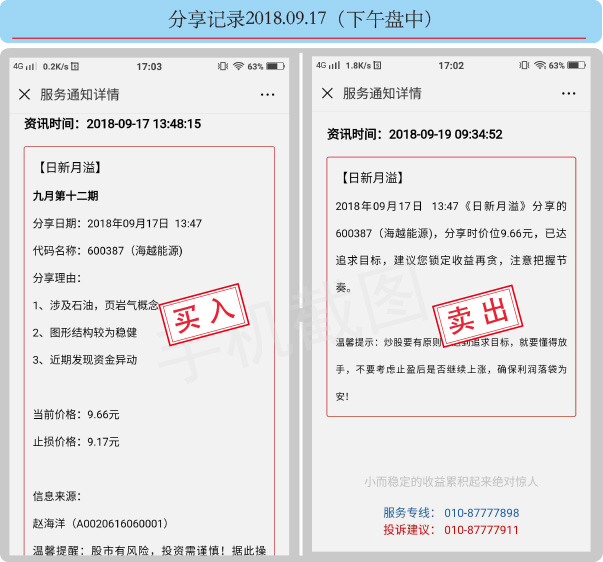 分享记录2018.09.17（下午盘中）
4G 0.2K/s 17:03 63%
服务通知详情
资讯时间：2018-09-17 13:48:15
【日新月溢】
九月第十二期
分享日期：2018年09月17日 13:47
代码名称：600387（海越能源）
分享理由：
1、涉及石油，页岩气概念
2、图形结构较为稳健
3、近期发现资金异动
买入
当前价格：9.66元
止损价格：9.17元
信息来源：
赵海洋（A0020616060001）
温馨提醒：股市有风险，投资需谨慎！据此操
4G 1.8K/s 17:02 63%
服务通知详情
资讯时间：2018-09-19 09:34:52
【日新月溢】
2018年09月17日 13:47《日新月溢》分享的
600387（海越能源)，分享时价位9.66元，已达
追求目标，建议您锁定收益再贪，注意把握节
奏。
卖出
温馨提示：炒股要有原则 到追求目标，就要懂得放
手，不要考虑止盈后是否继续上涨，确保利润落袋为
安！
小而稳定的收益累积起来绝对惊人
服务专线： 010-87777898
投诉建议： 010-87777911
手机截图